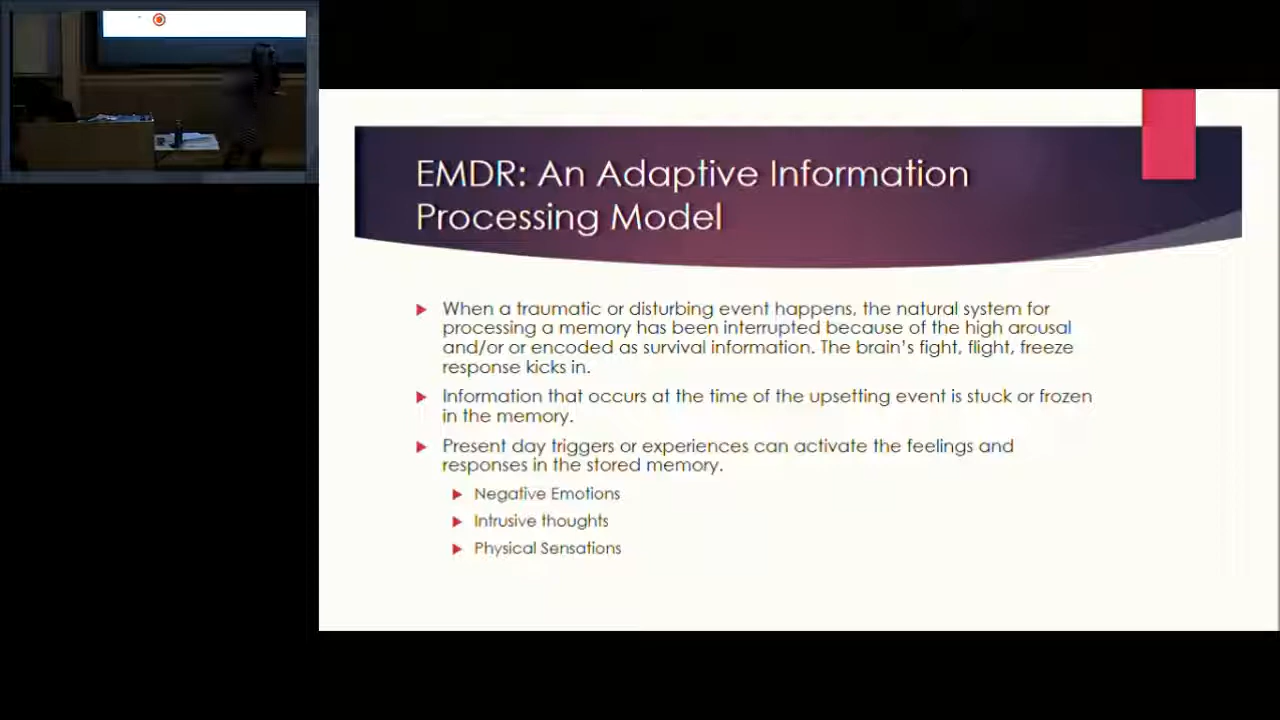 EMDR: An Adaptive Information
Processing Model
When a traumatic or disturbing event happens, the natural system for
processing a memory has been interrupted because of the high arousal
and/or or encoded as survival information. The brain's fight, flight, freeze
response kicks in.
Information that occurs at the time of the upsetting event is stuck or frozen
in the memory.
Present day triggers or experiences can activate the feelings and
responses in the stored memory.
Negative Emotions
Intrusive thoughts
Physical Sensations